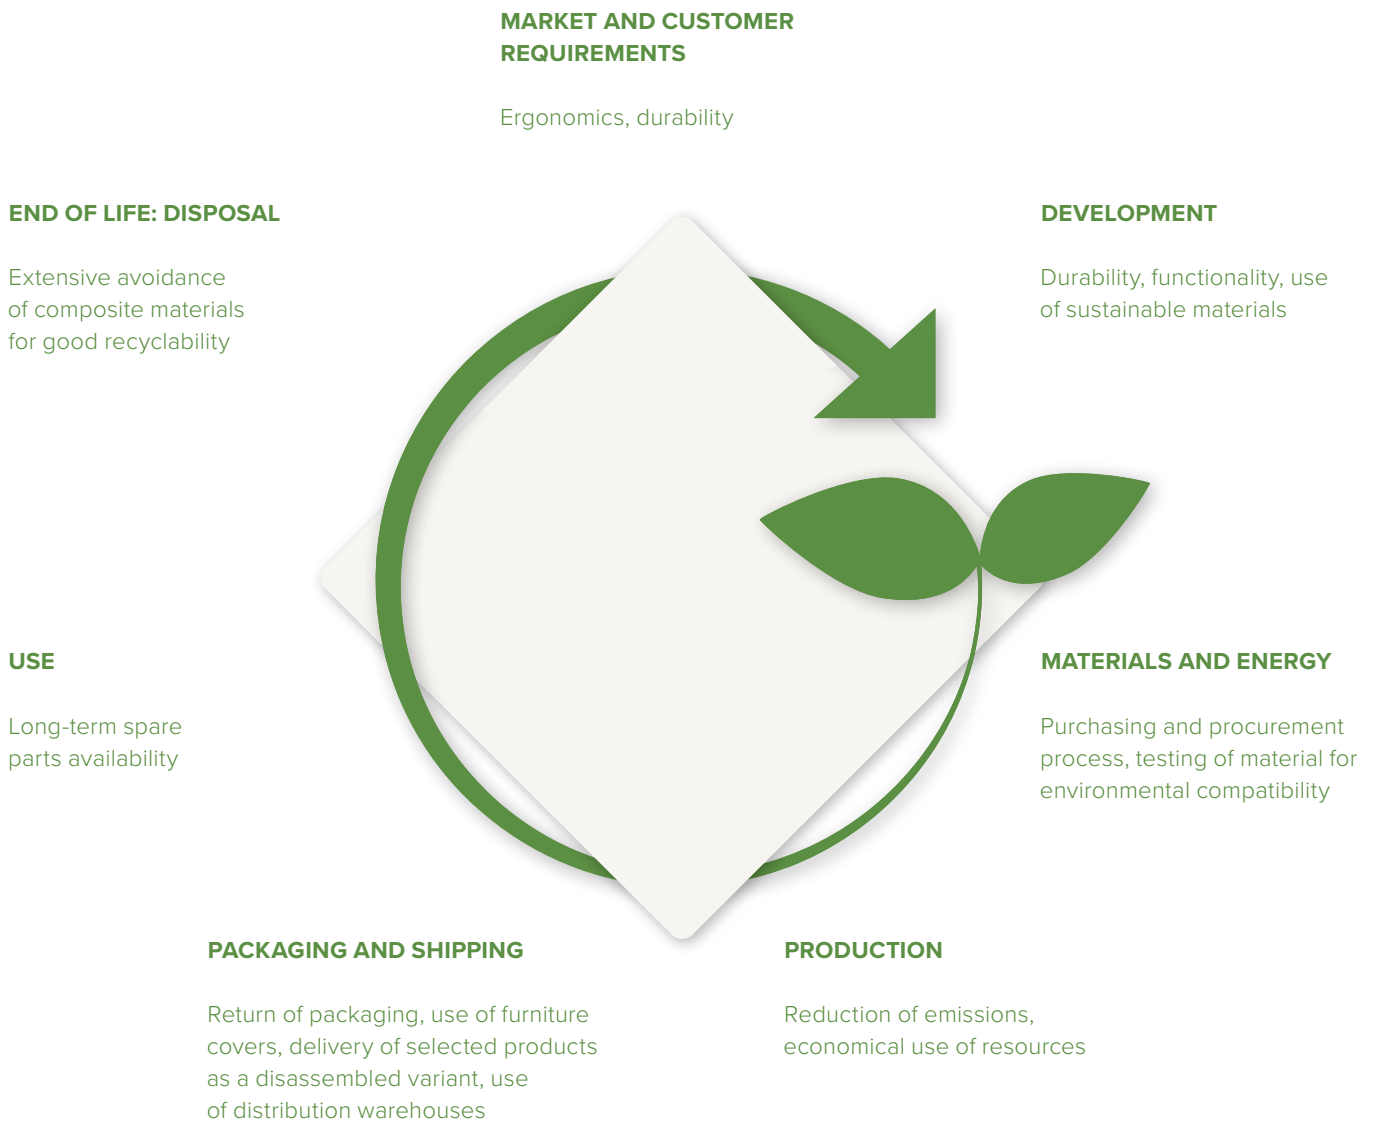 MARKET AND CUSTOMER
REQUIREMENTS
Ergonomics, durability
DEVELOPMENT
Durability, functionality, use
of sustainable materials
MATERIALS AND ENERGY
Purchasing and procurement
process, testing of material for
environmental compatibility
PRODUCTION
Reduction of emissions,
economical use of resources
PACKAGING AND SHIPPING
Return of packaging, use of furniture
covers, delivery of selected products
as a disassembled variant, use
of distribution warehouses
USE
Long-term spare
parts availability
END OF LIFE: DISPOSAL
Extensive avoidance
of composite materials
for good recyclability